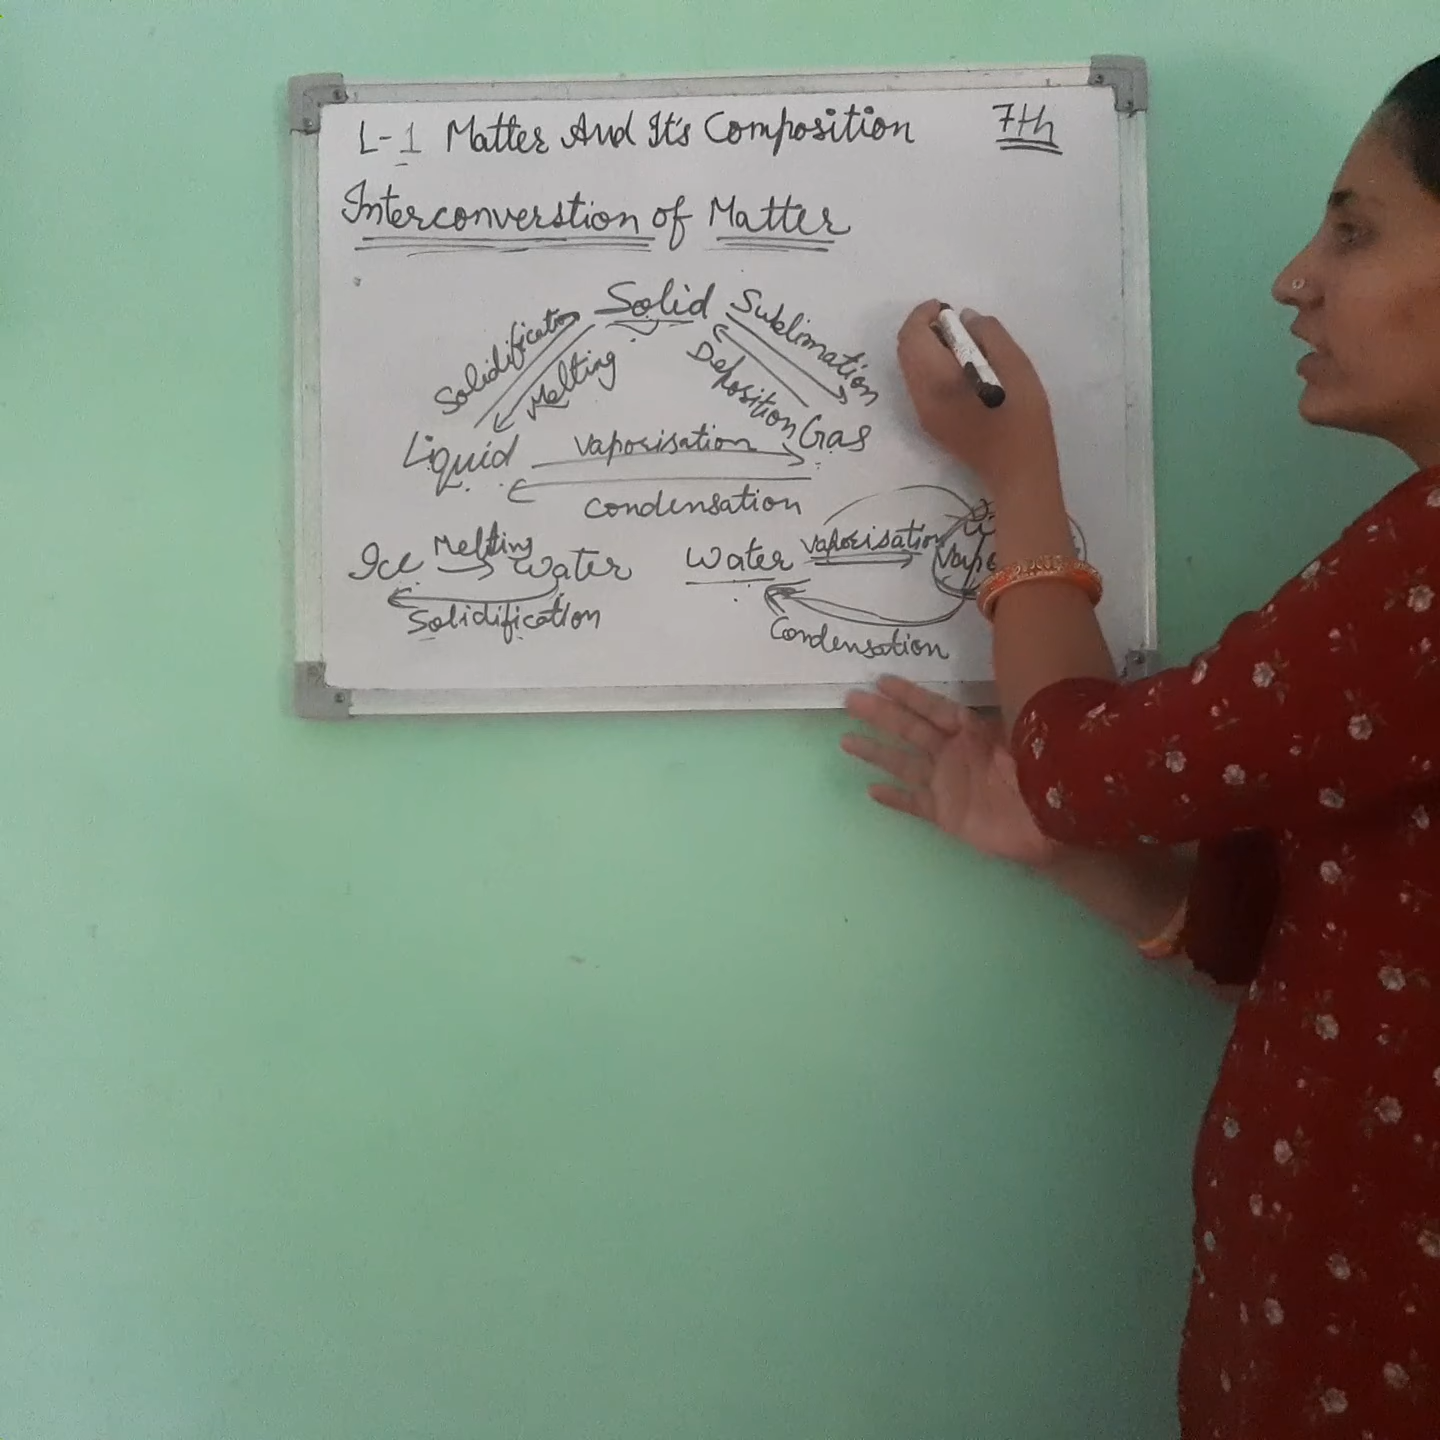 L-1 Matter And It's Composition 7th
Interconverstion of Matter
Solid
Solidification
Melting
Sublimation
Deposition
Liquid
Vaporisation
Gas
Condensation
Ice Melting Water
Solidification
Water Vaporisation
Condensation